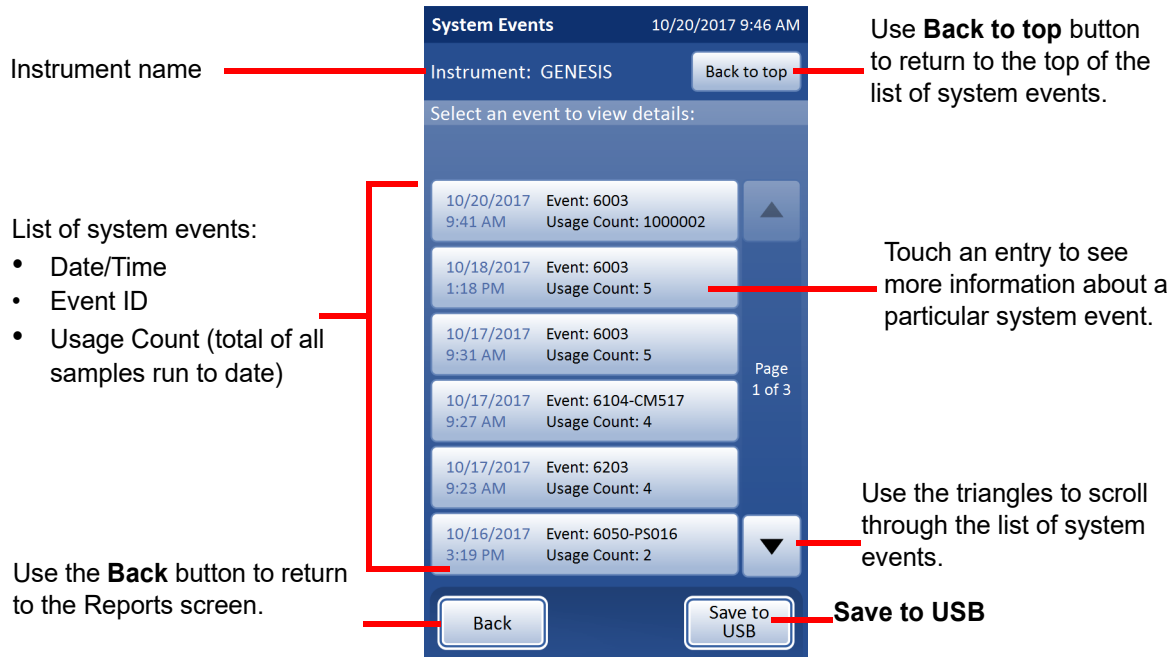 System Events 10/20/2017 9:46 AM
Instrument: GENESIS Back to top
Select an event to view details:
10/20/2017 Event: 6003
9:41 AM Usage Count: 1000002
10/18/2017 Event: 6003
1:18 PM Usage Count: 5
10/17/2017 Event: 6003
9:31 AM Usage Count: 5
10/17/2017 Event: 6104-CM517
9:27 AM Usage Count: 4
10/17/2017 Event: 6203
9:23 AM Usage Count: 4
10/16/2017 Event: 6050-PS016
3:19 PM Usage Count: 2
Page
1 of 3
Back
Save to
USB
Instrument name
List of system events:
• Date/Time
• Event ID
• Usage Count (total of all
samples run to date)
Use the Back button to return
to the Reports screen.
Use Back to top button
to return to the top of the
list of system events.
Touch an entry to see
more information about a
particular system event.
Use the triangles to scroll
through the list of system
events.
Save to USB